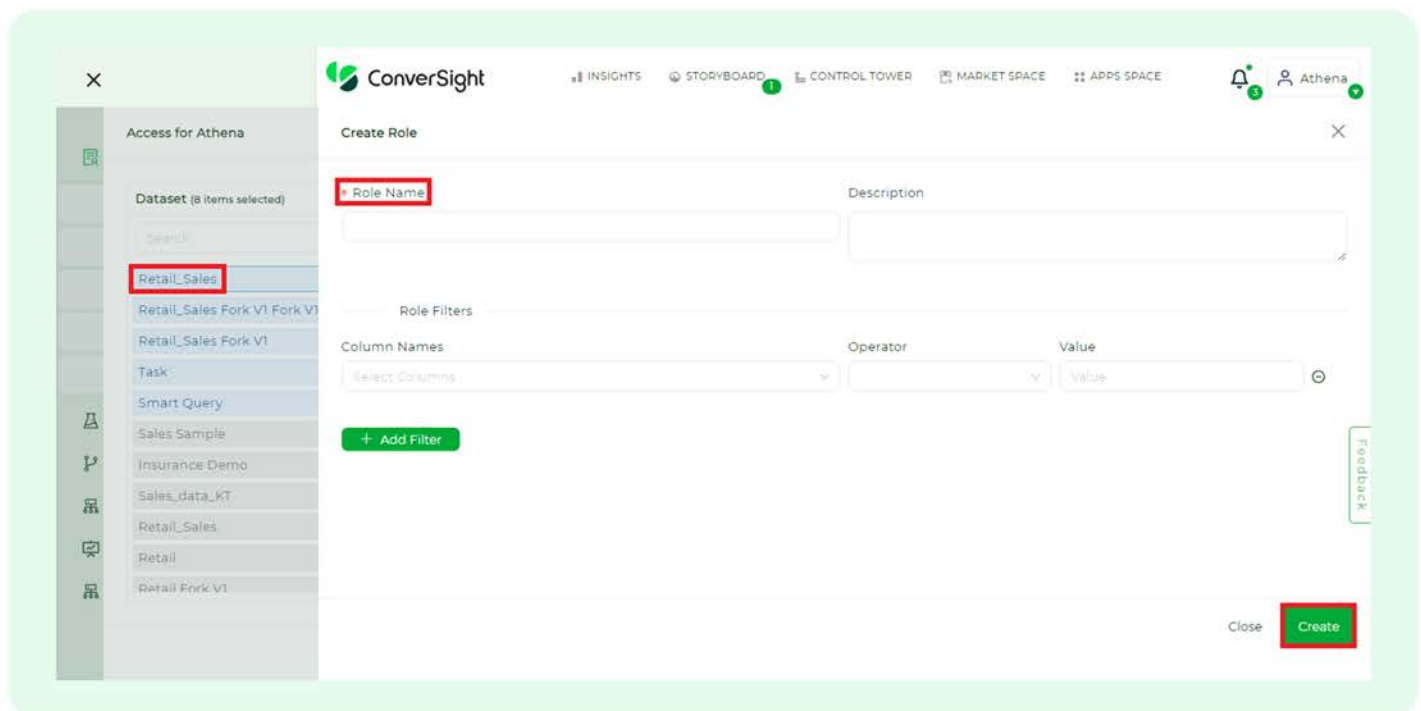 ConverSight
INSIGHTS
STORYBOARD
1
CONTROL TOWER
MARKET SPACE
APPS SPACE
3
Athena
Access for Athena
Create Role
Dataset (8 items selected)
Search
Retail_Sales
Retail_Sales Fork V1 Fork V1
Retail_Sales Fork V1
Task
Smart Query
Sales Sample
Insurance Demo
Sales_data_KT
Retail_Sales
Retail
Retail Fork V1
* Role Name
Description
Role Filters
Column Names
Operator
Value
Select Columns
Value
+ Add Filter
Feedback
Close
Create